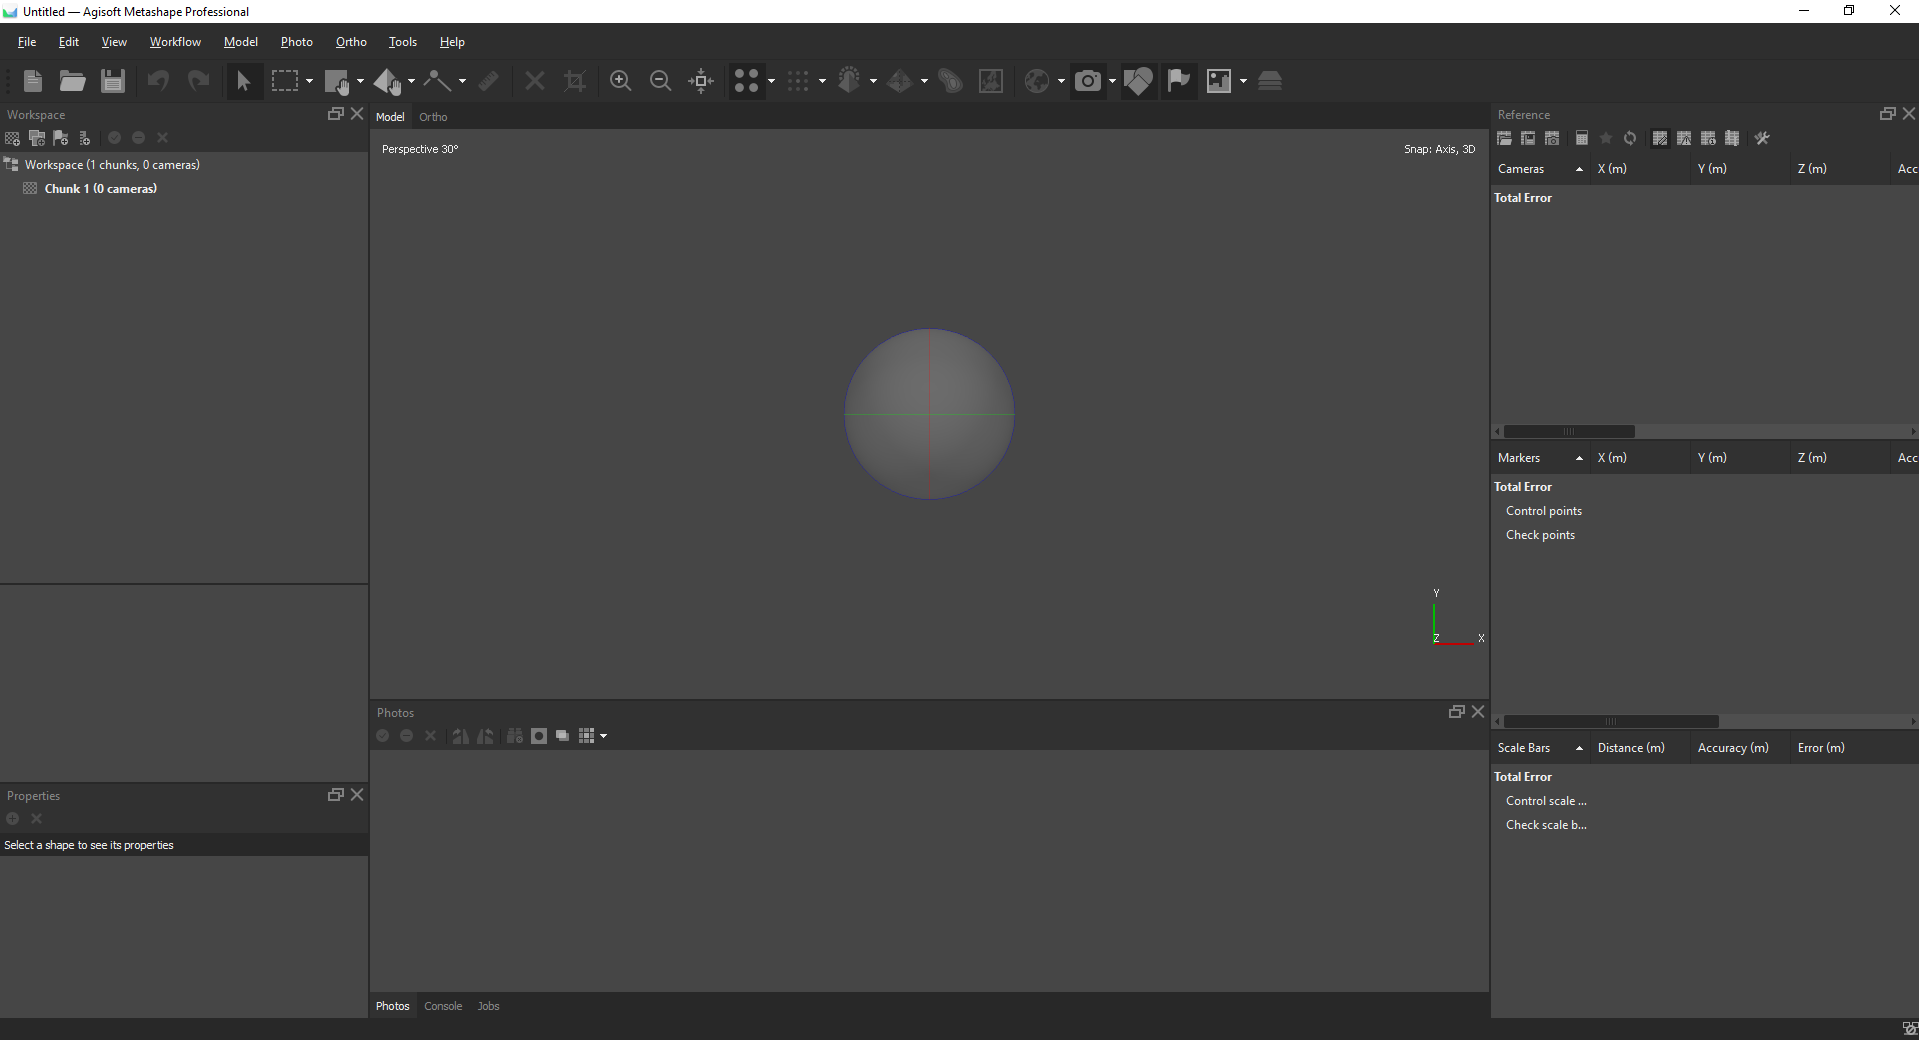 Untitled — Agisoft Metashape Professional
File Edit View Workflow Model Photo Ortho Tools Help
Workspace
Workspace (1 chunks, 0 cameras)
Chunk 1 (0 cameras)
Properties
Select a shape to see its properties
Model Ortho
Perspective 30°
Snap: Axis, 3D
Y
Z X
Photos
Photos Console Jobs
Reference
Cameras X (m) Y (m) Z (m) Acc
Total Error
Markers X (m) Y (m) Z (m) Acc
Total Error
Control points
Check points
Scale Bars Distance (m) Accuracy (m) Error (m)
Total Error
Control scale ...
Check scale b...